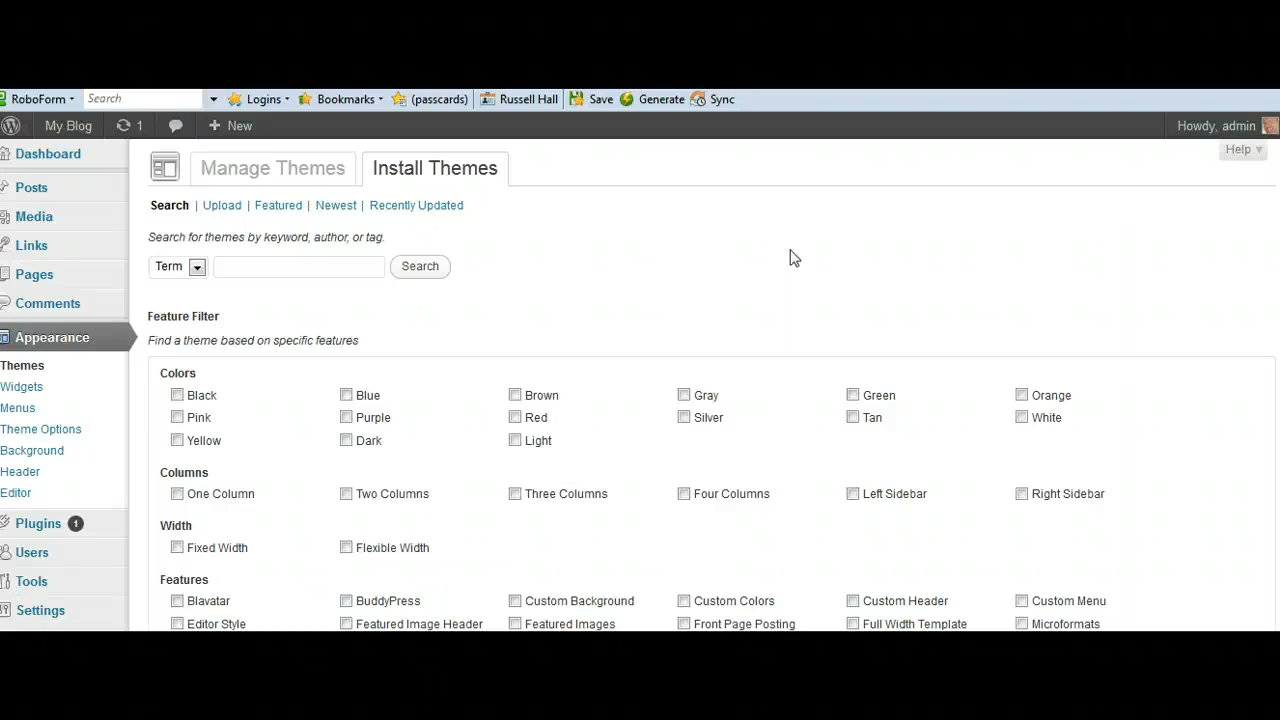 RoboForm Search Logins Bookmarks (passcards) Russell Hall Save Generate Sync
My Blog 1 + New Howdy, admin
Help
Dashboard
Posts
Media
Links
Pages
Comments
Appearance
Themes
Widgets
Menus
Theme Options
Background
Header
Editor
Plugins 1
Users
Tools
Settings
Manage Themes Install Themes
Search | Upload | Featured | Newest | Recently Updated
Search for themes by keyword, author, or tag.
Term Search
Feature Filter
Find a theme based on specific features
Colors
Black Blue Brown Gray Green Orange
Pink Purple Red Silver Tan White
Yellow Dark Light
Columns
One Column Two Columns Three Columns Four Columns Left Sidebar Right Sidebar
Width
Fixed Width Flexible Width
Features
Blavatar BuddyPress Custom Background Custom Colors Custom Header Custom Menu
Editor Style Featured Image Header Featured Images Front Page Posting Full Width Template Microformats